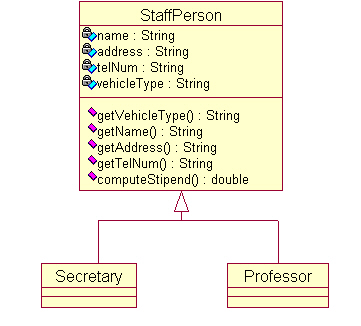 StaffPerson
name : String
address : String
telNum : String
vehicleType : String
getVehicleType() : String
getName() : String
getAddress() : String
getTelNum() : String
computeStipend() : double
Secretary
Professor